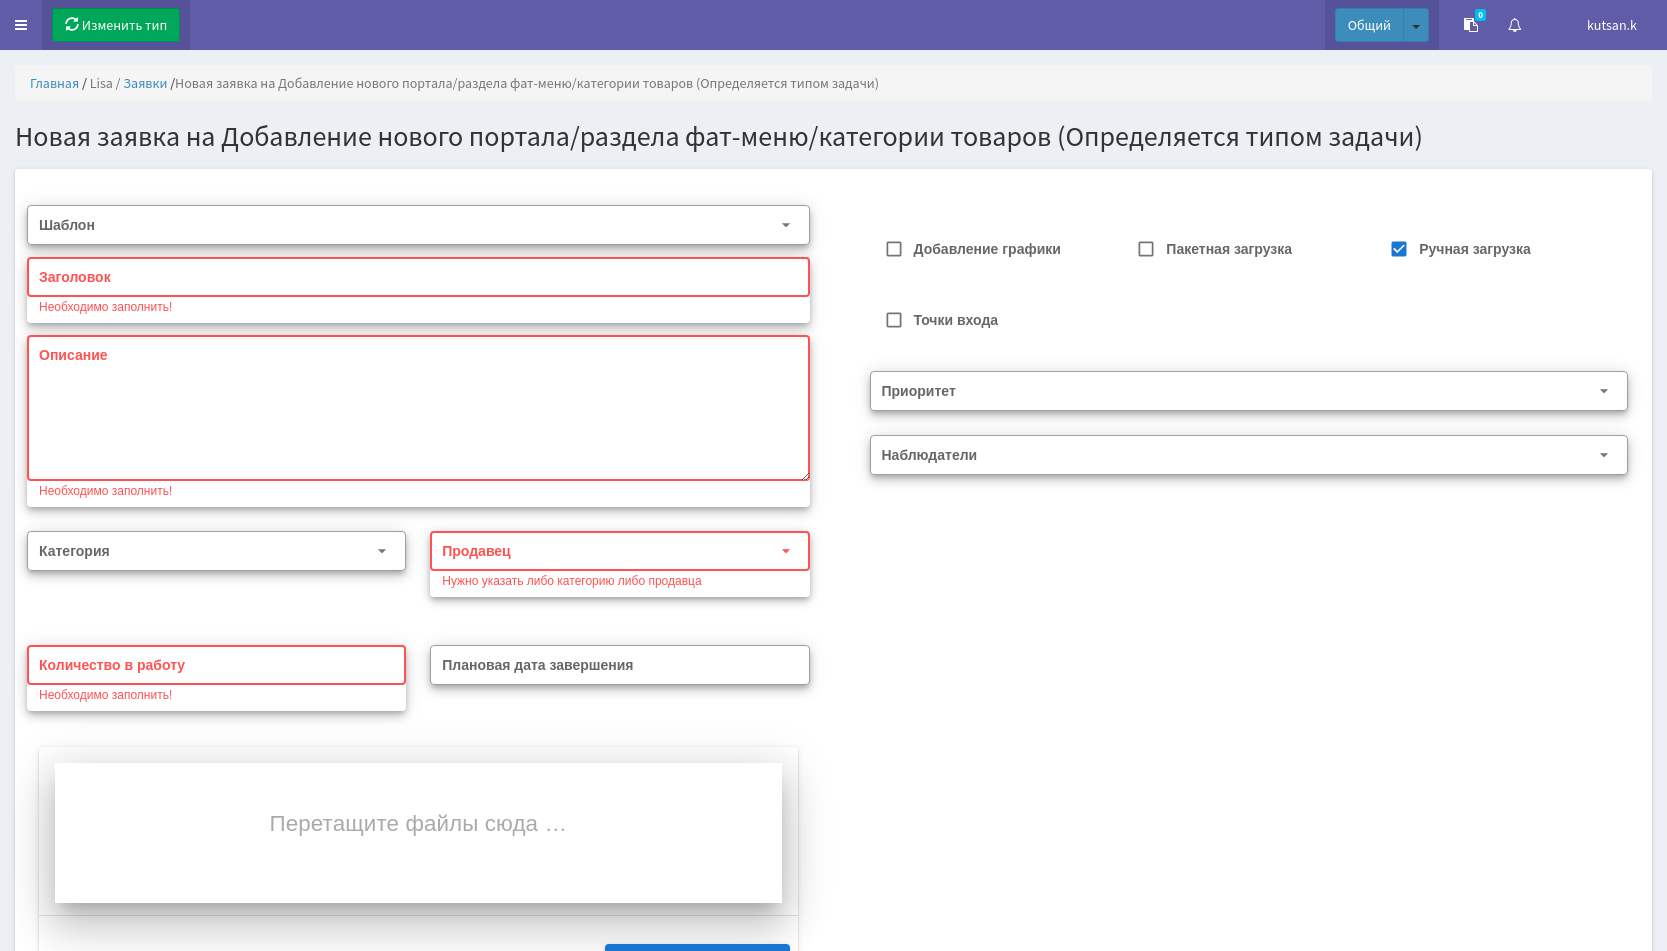 Изменить тип
Общий
0
kutsan.k
Главная / Lisa / Заявки /Новая заявка на Добавление нового портала/раздела фат-меню/категории товаров (Определяется типом задачи)
Новая заявка на Добавление нового портала/раздела фат-меню/категории товаров (Определяется типом задачи)
Шаблон
Заголовок
Необходимо заполнить!
Описание
Необходимо заполнить!
Категория
Продавец
Нужно указать либо категорию либо продавца
Количество в работу
Необходимо заполнить!
Плановая дата завершения
Перетащите файлы сюда …
Добавление графики
Пакетная загрузка
Ручная загрузка
Точки входа
Приоритет
Наблюдатели